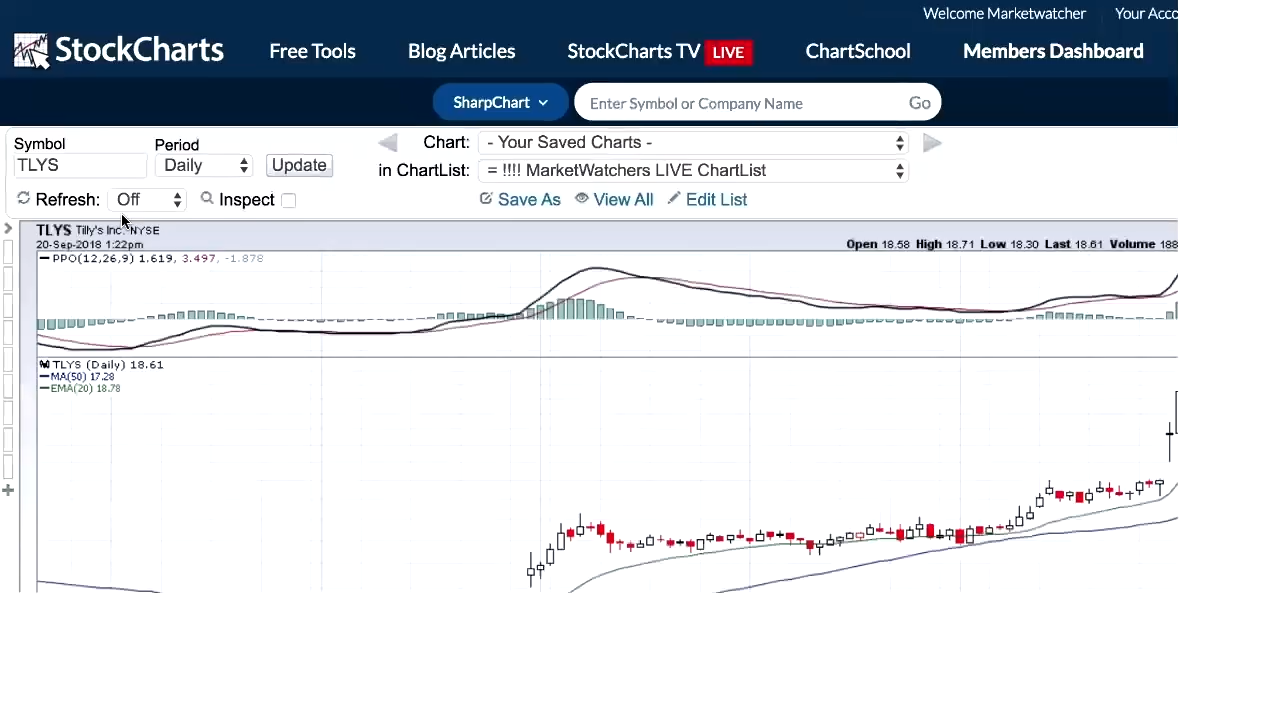 Welcome Marketwatcher Your Acco
StockCharts Free Tools Blog Articles StockCharts TV LIVE ChartSchool Members Dashboard
SharpChart Enter Symbol or Company Name Go
Symbol Period Chart: - Your Saved Charts -
TLYS Daily Update in ChartList: = !!!! MarketWatchers LIVE ChartList
Refresh: Off Inspect Save As View All Edit List
TLYS Tilly's Inc. NYSE
20-Sep-2018 1:22pm Open 18.58 High 18.71 Low 18.30 Last 18.61 Volume 188
PPO(12,26,9) 1.619, 3.497, -1.878
TLYS (Daily) 18.61
MA(50) 17.28
EMA(20) 18.78